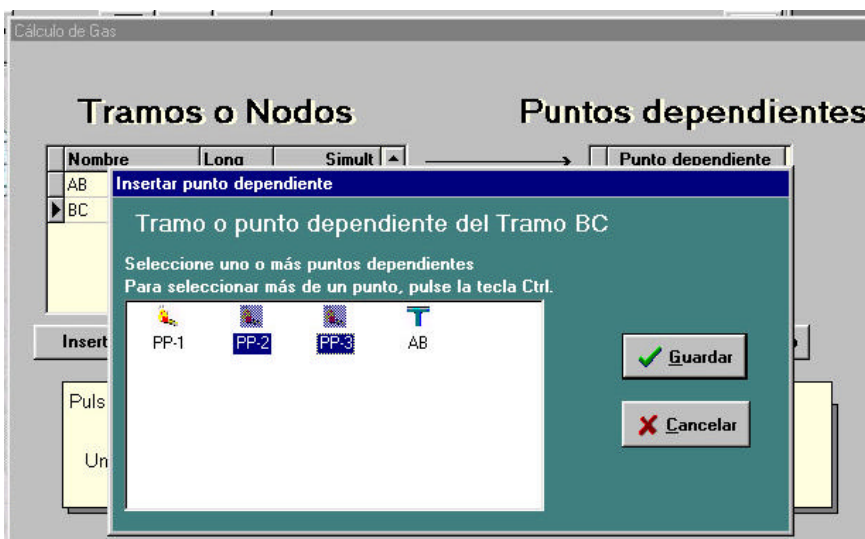 Cálculo de Gas
Tramos o Nodos
Puntos dependientes
Nombre Long Simult
Punto dependiente
AB
BC
Insertar punto dependiente
Tramo o punto dependiente del Tramo BC
Seleccione uno o más puntos dependientes
Para seleccionar más de un punto, pulse la tecla Ctrl.
PP-1 PP-2 PP-3 AB
Guardar
Cancelar
Insert
Puls
Un